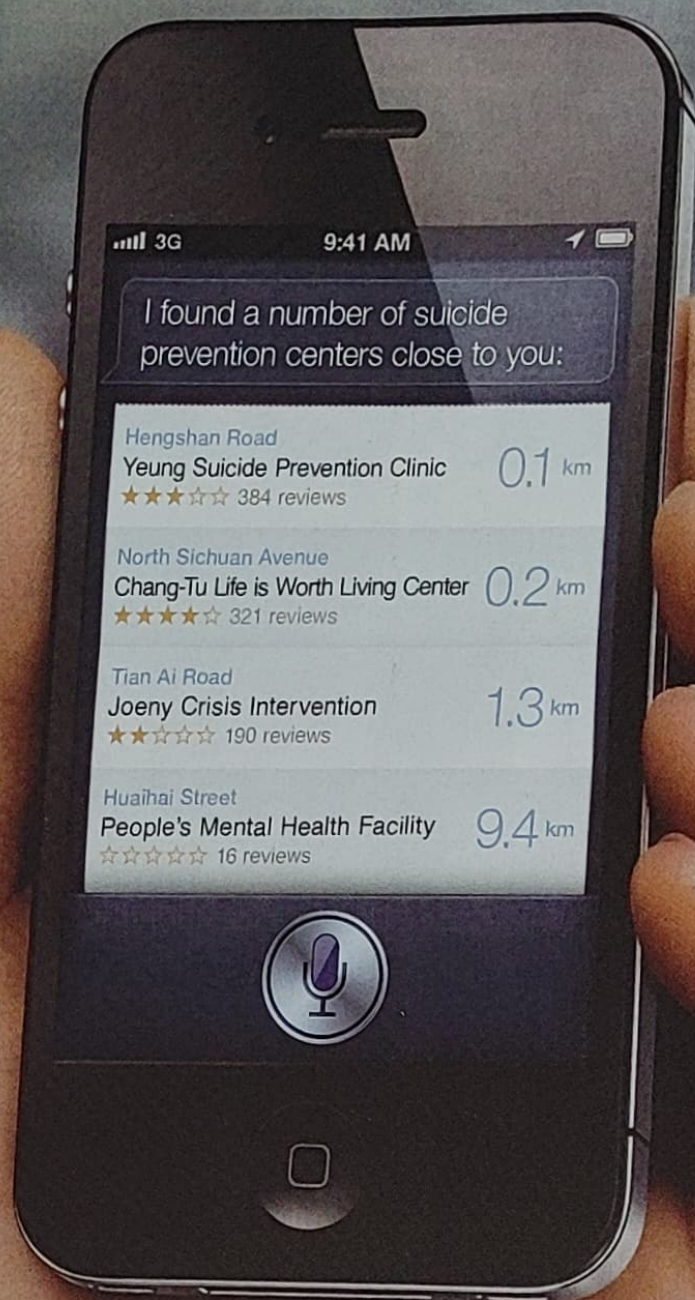 3G 9:41 AM
I found a number of suicide
prevention centers close to you:
Hengshan Road
Yeung Suicide Prevention Clinic 0.1 km
★★★☆☆ 384 reviews
North Sichuan Avenue
Chang-Tu Life is Worth Living Center 0.2 km
★★★★☆ 321 reviews
Tian Ai Road
Joeny Crisis Intervention 1.3 km
★★☆☆☆ 190 reviews
Huaihai Street
People's Mental Health Facility 9.4 km
☆☆☆☆☆ 16 reviews